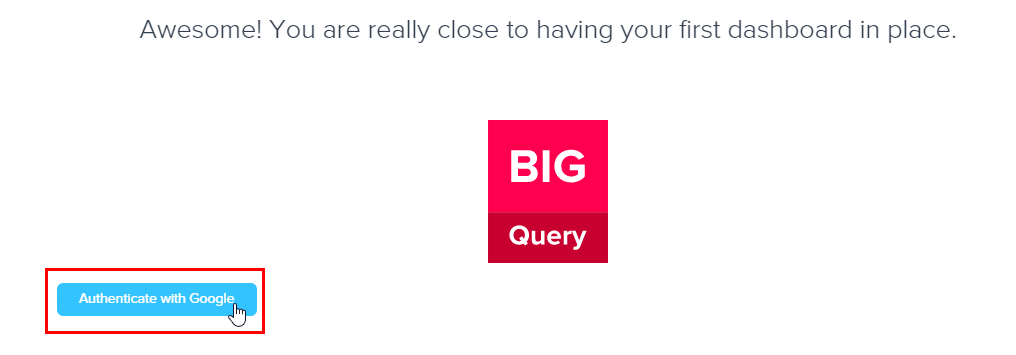 Awesome! You are really close to having your first dashboard in place.
BIG
Query
Authenticate with Google